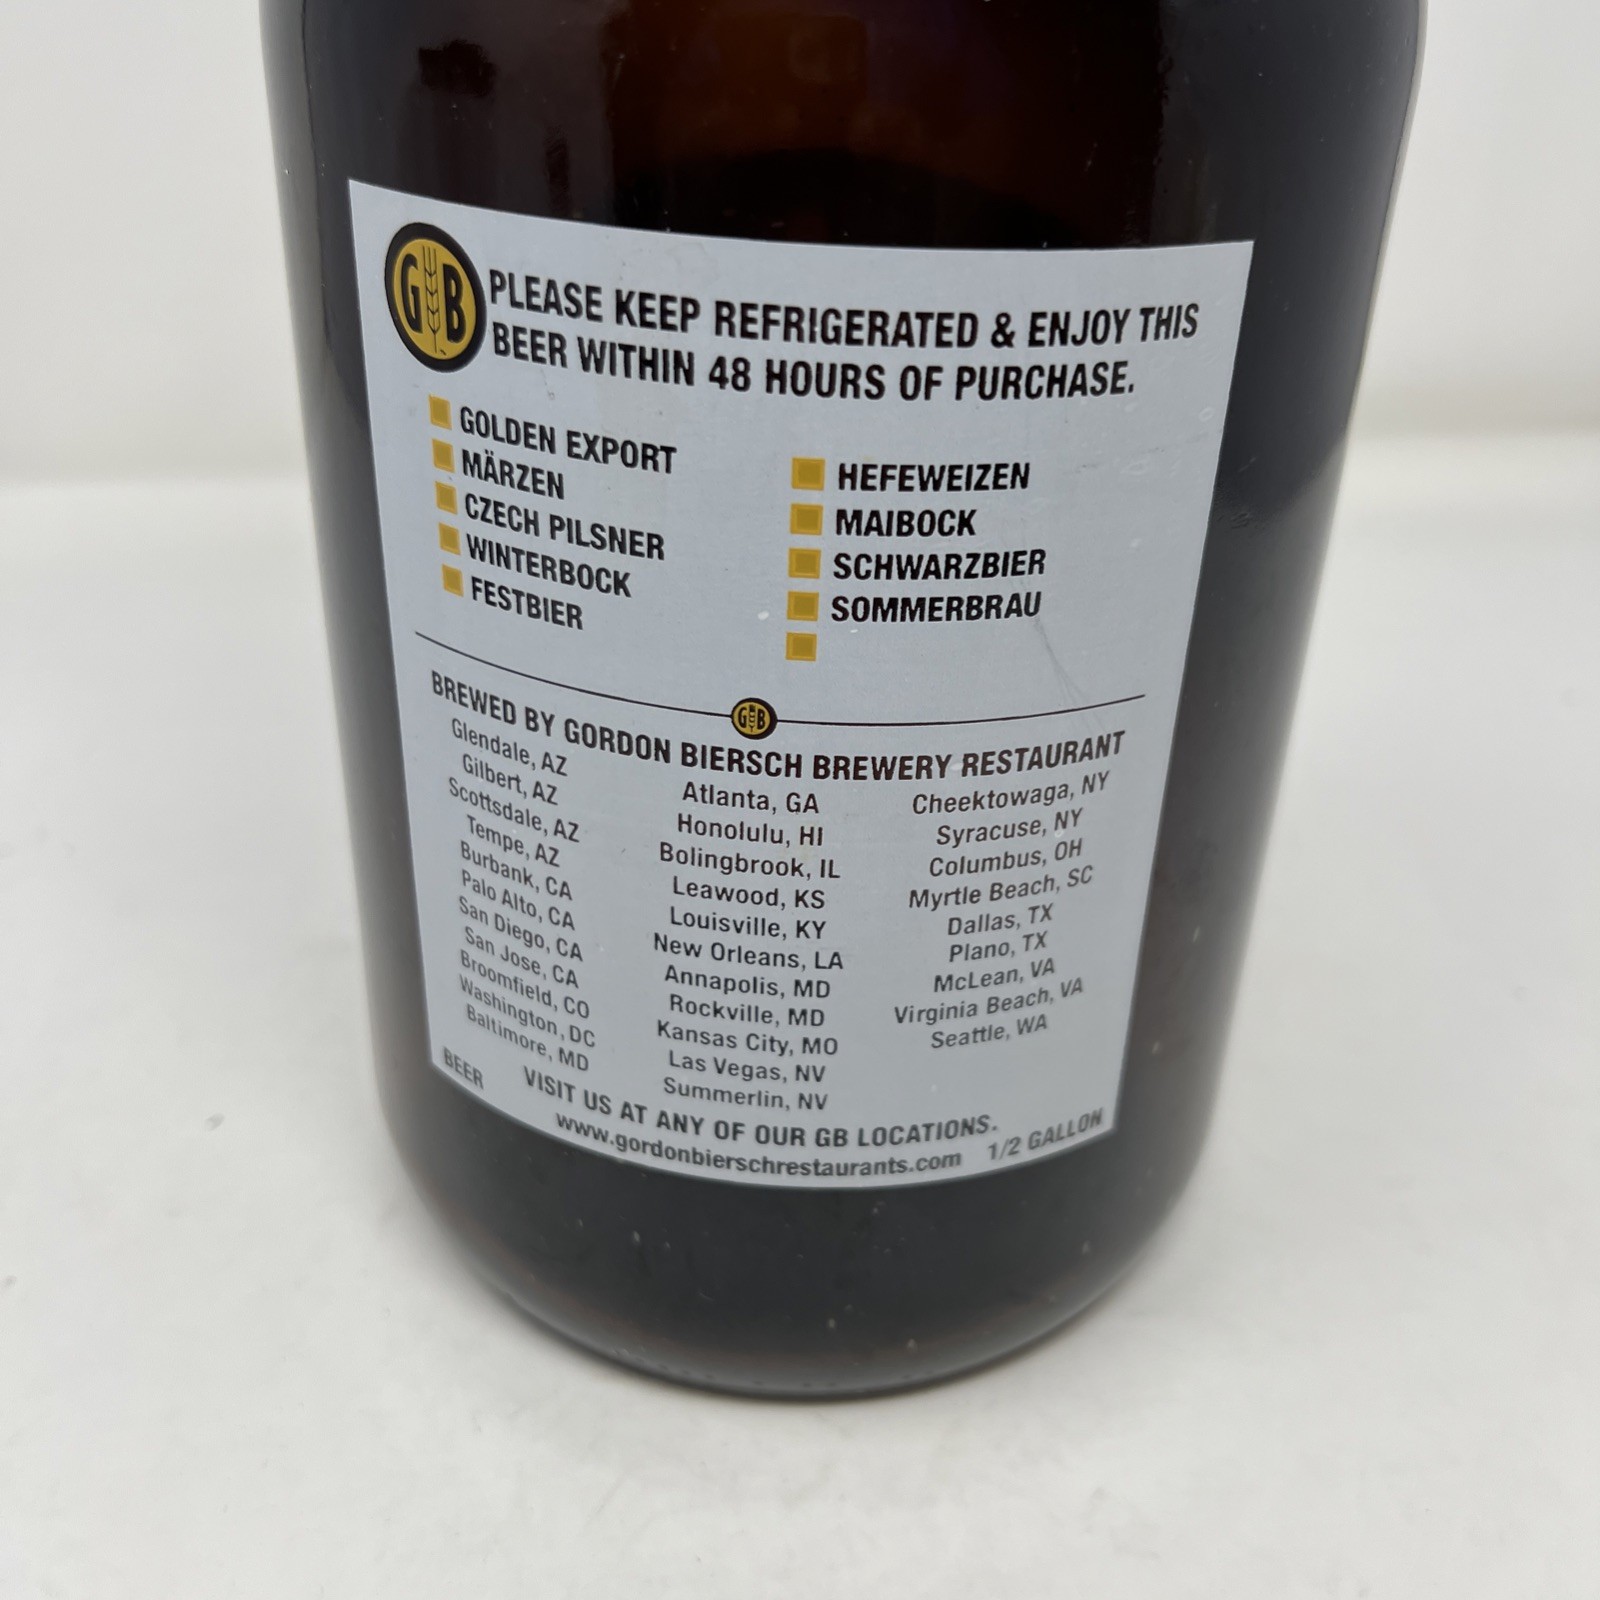 GB
PLEASE KEEP REFRIGERATED & ENJOY THIS
BEER WITHIN 48 HOURS OF PURCHASE.
GOLDEN EXPORT
MÄRZEN
CZECH PILSNER
WINTERBOCK
FESTBIER
HEFEWEIZEN
MAIBOCK
SCHWARZBIER
SOMMERBRAU
GB
BREWED BY GORDON BIERSCH BREWERY RESTAURANT
Glendale, AZ
Gilbert, AZ
Scottsdale, AZ
Tempe, AZ
Burbank, CA
Palo Alto, CA
San Diego, CA
San Jose, CA
Broomfield, CO
Washington, DC
Baltimore, MD
Atlanta, GA
Honolulu, HI
Bolingbrook, IL
Leawood, KS
Louisville, KY
New Orleans, LA
Annapolis, MD
Rockville, MD
Kansas City, MO
Las Vegas, NV
Summerlin, NV
Cheektowaga, NY
Syracuse, NY
Columbus, OH
Myrtle Beach, SC
Dallas, TX
Plano, TX
McLean, VA
Virginia Beach, VA
Seattle, WA
BEER
VISIT US AT ANY OF OUR GB LOCATIONS.
www.gordonbierschrestaurants.com
1/2 GALLON